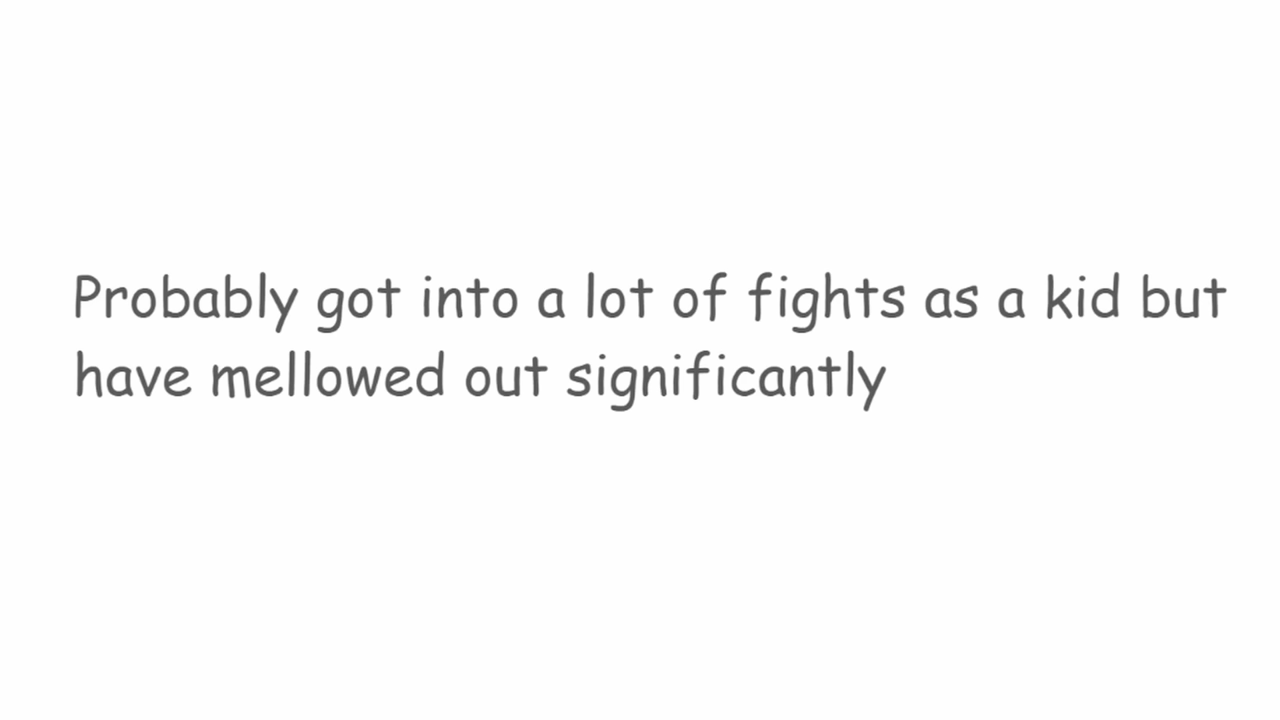 Probably got into a lot of fights as a kid but
have mellowed out significantly